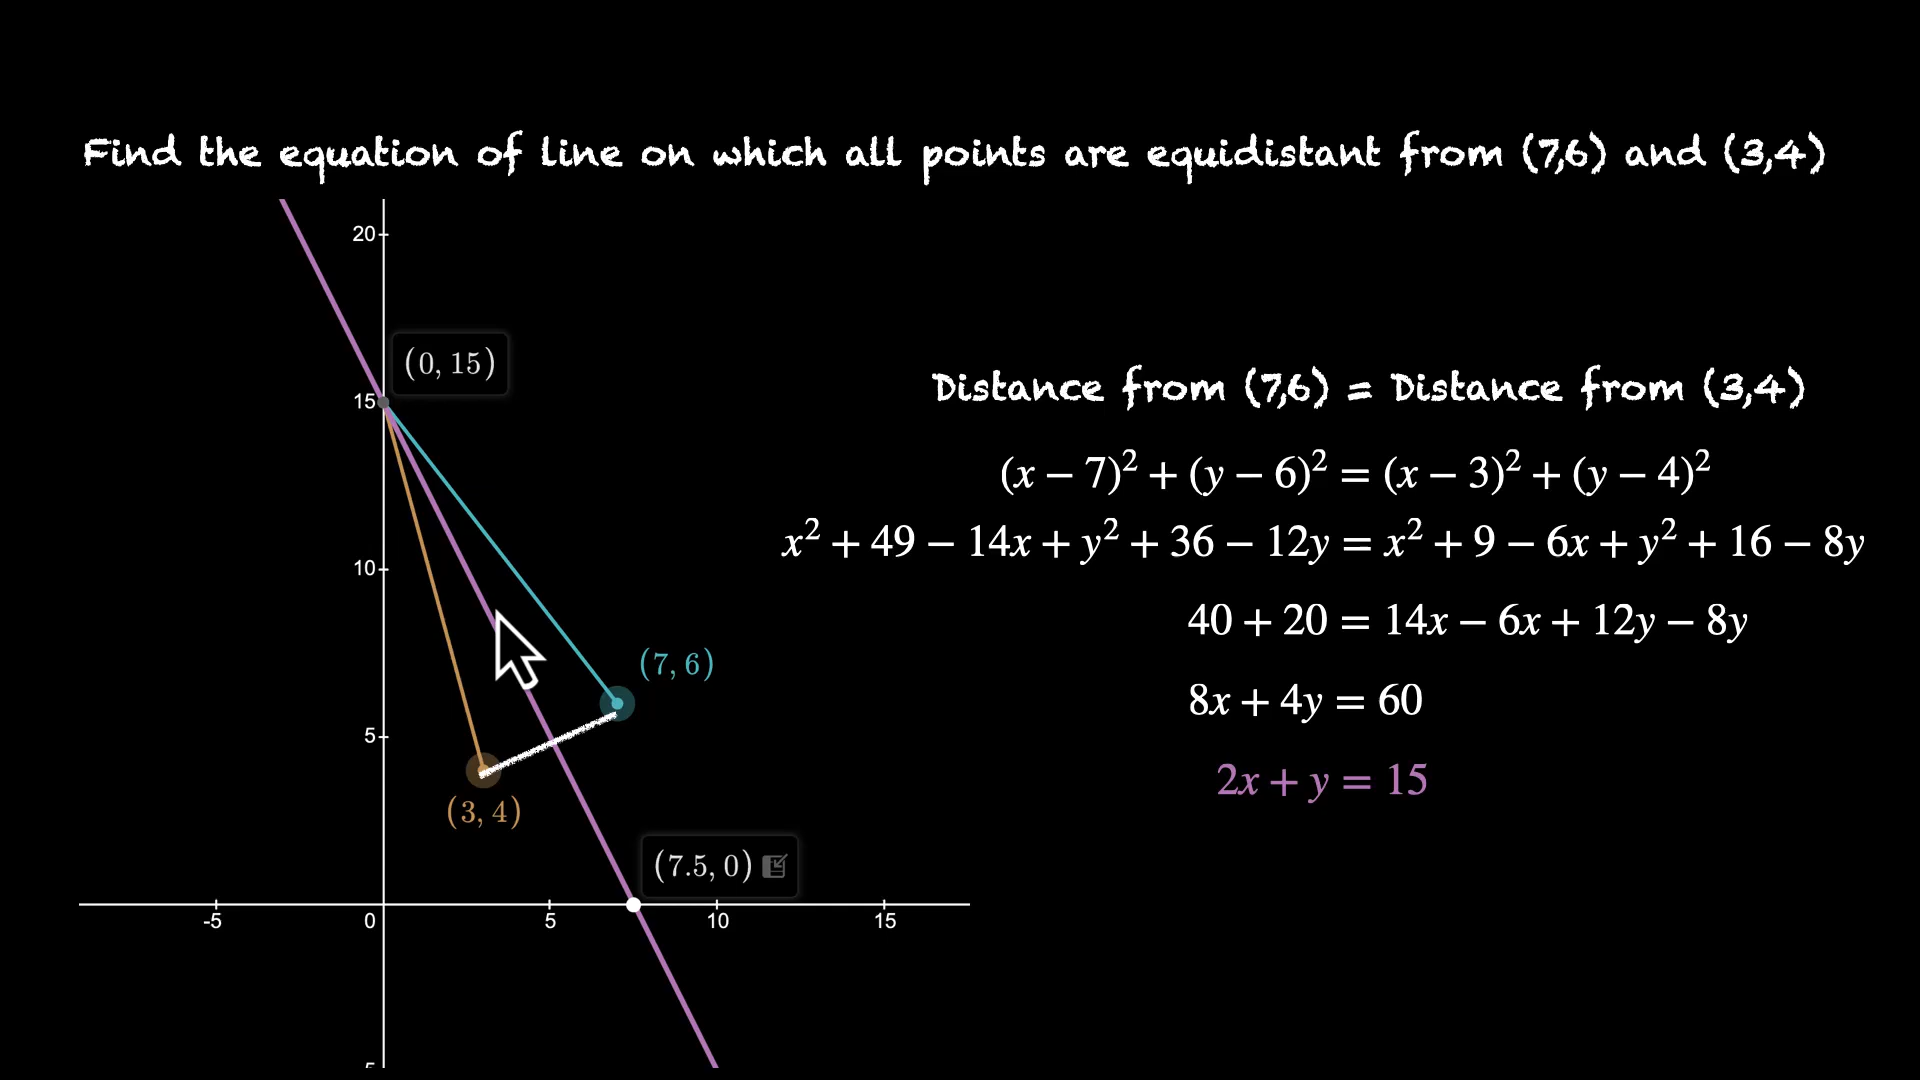 Find the equation of line on which all points are equidistant from (7,6) and (3,4)
20
(0, 15)
15
Distance from (7,6) = Distance from (3,4)
(x − 7)² + (y − 6)² = (x − 3)² + (y − 4)²
x² + 49 − 14x + y² + 36 − 12y = x² + 9 − 6x + y² + 16 − 8y
10
40 + 20 = 14x − 6x + 12y − 8y
(7, 6)
8x + 4y = 60
5
2x + y = 15
(3, 4)
(7.5, 0)
-5 0 5 10 15